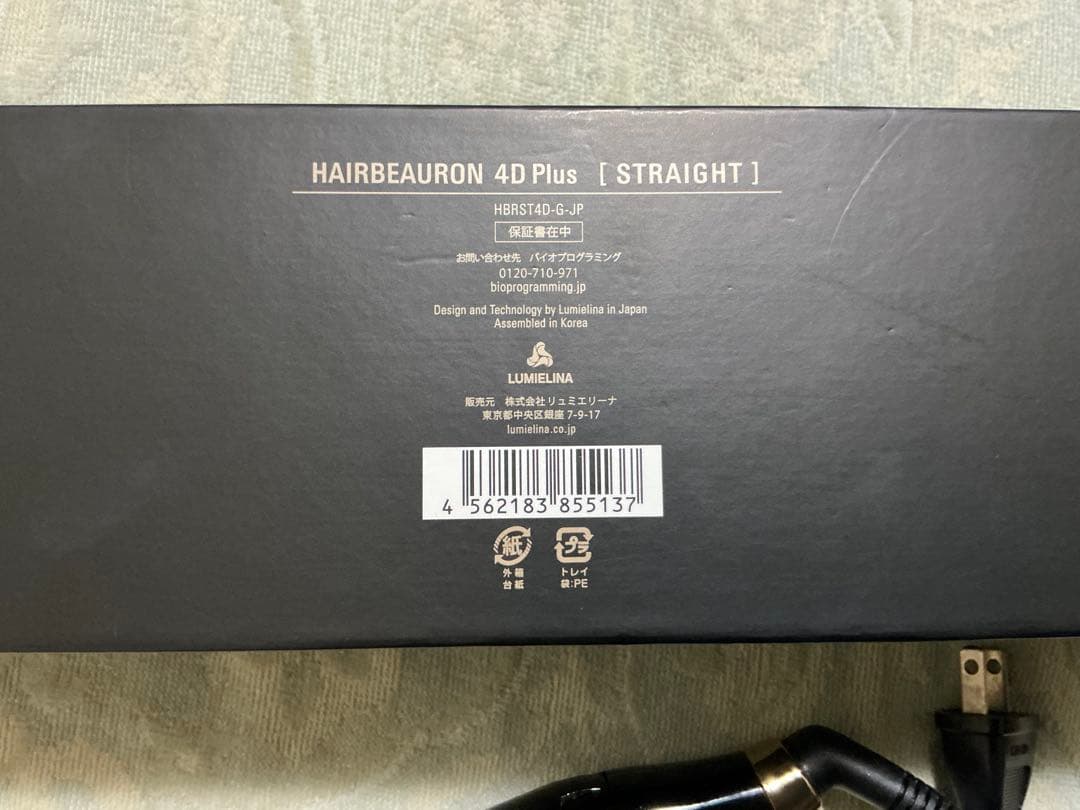 HAIRBEAURON 4D Plus [ STRAIGHT ]
HBRST4D-G-JP
保証書在中
お問い合わせ先 バイオプログラミング
0120-710-971
bioprogramming.jp
Design and Technology by Lumielina in Japan
Assembled in Korea
LUMIELINA
販売元 株式会社リュミエリーナ
東京都中央区銀座 7-9-17
lumielina.co.jp
4 562183 855137
紙 プラ
外箱 トレイ
台紙 袋:PE